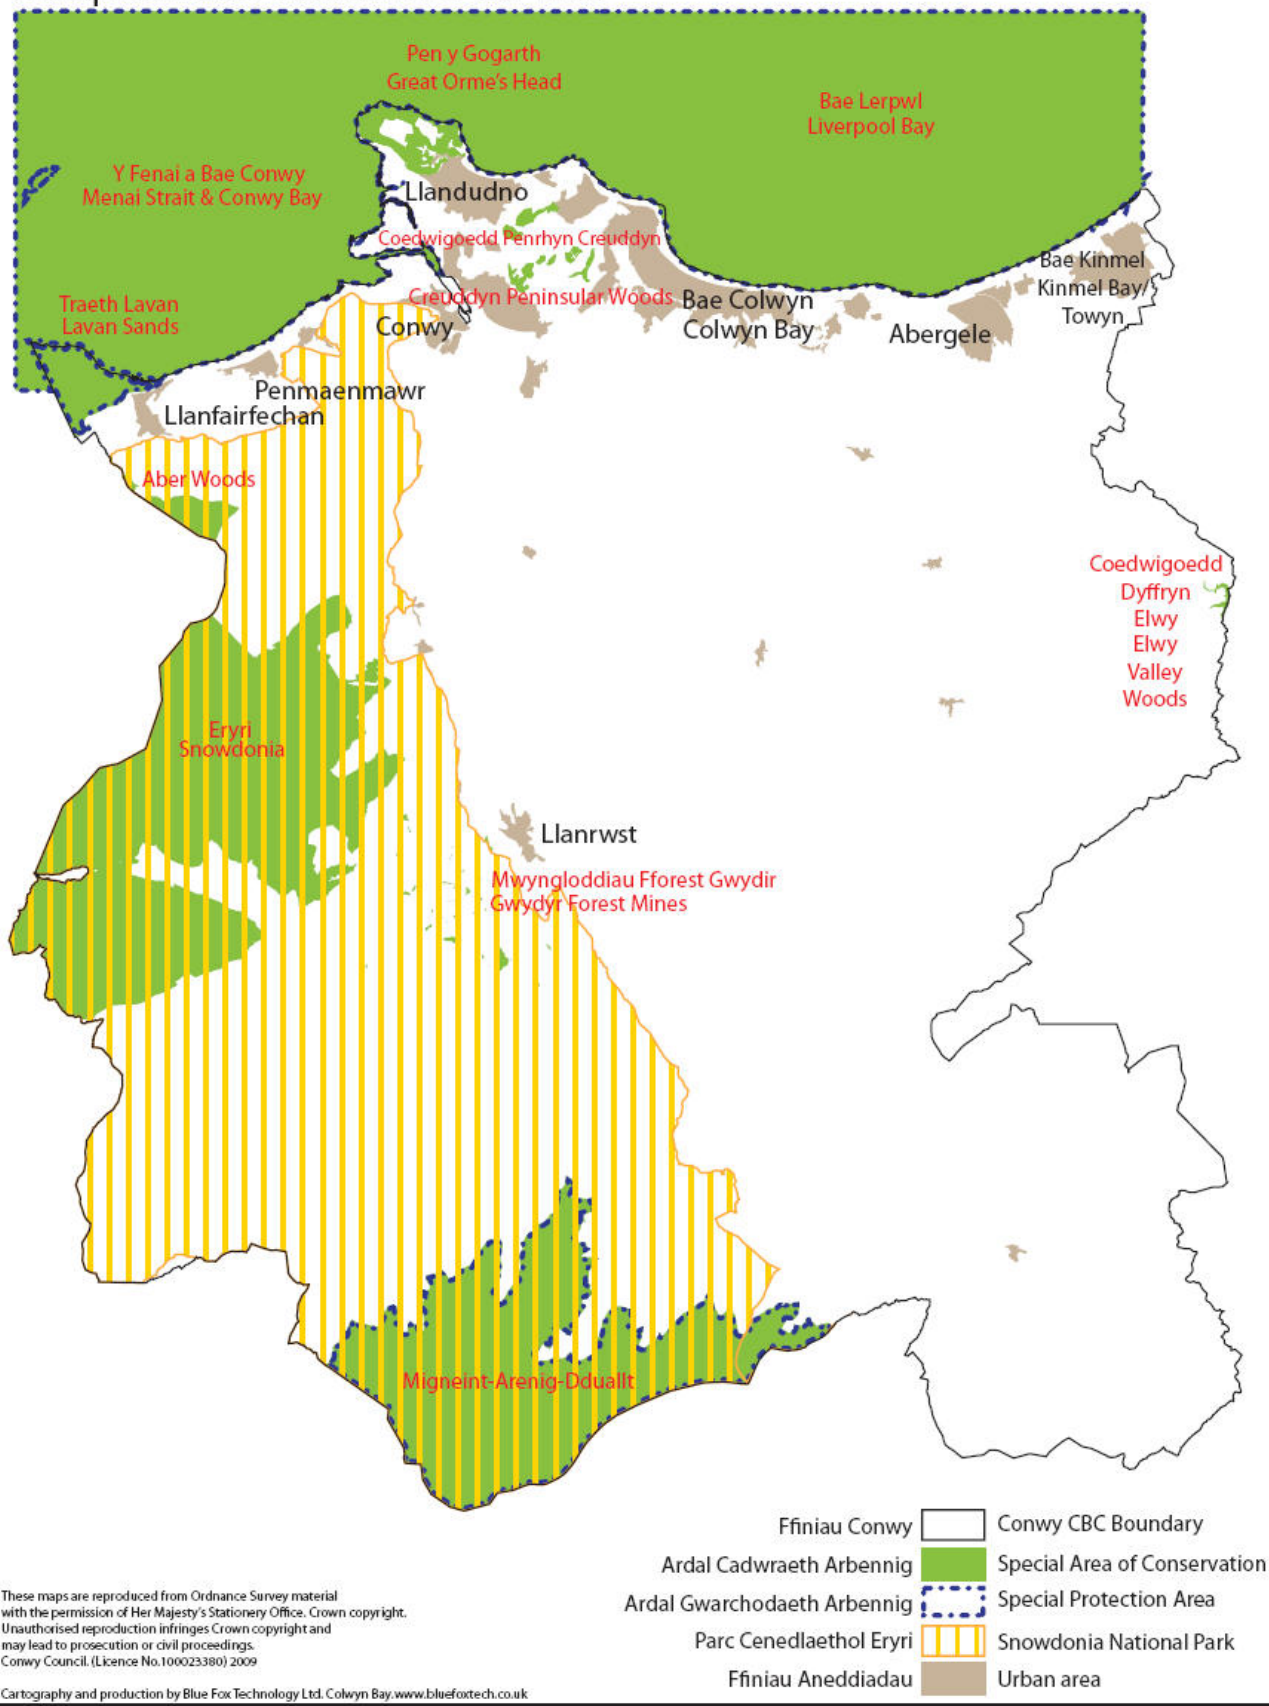 Pen y Gogarth
Great Orme's Head
Bae Lerpwl
Liverpool Bay
Y Fenai a Bae Conwy
Menai Strait & Conwy Bay
Llandudno
Coedwigoedd Penrhyn Creuddyn
Bae Kinmel
Kinmel Bay/
Towyn
Traeth Lavan
Lavan Sands
Creuddyn Peninsular Woods
Bae Colwyn
Colwyn Bay
Conwy
Abergele
Penmaenmawr
Llanfairfechan
Aber Woods
Coedwigoedd
Dyffryn
Elwy
Elwy
Valley
Woods
Eryri
Snowdonia
Llanrwst
Mwyngloddiau Fforest Gwydir
Gwydyr Forest Mines
Migneint-Arenig-Dduallt
Ffiniau Conwy Conwy CBC Boundary
Ardal Cadwraeth Arbennig Special Area of Conservation
Ardal Gwarchodaeth Arbennig Special Protection Area
Parc Cenedlaethol Eryri Snowdonia National Park
Ffiniau Aneddiadau Urban area
These maps are reproduced from Ordnance Survey material
with the permission of Her Majesty's Stationery Office. Crown copyright.
Unauthorised reproduction infringes Crown copyright and
may lead to prosecution or civil proceedings.
Conwy Council. (Licence No.100023380) 2009
Cartography and production by Blue Fox Technology Ltd. Colwyn Bay. www.bluefoxtech.co.uk